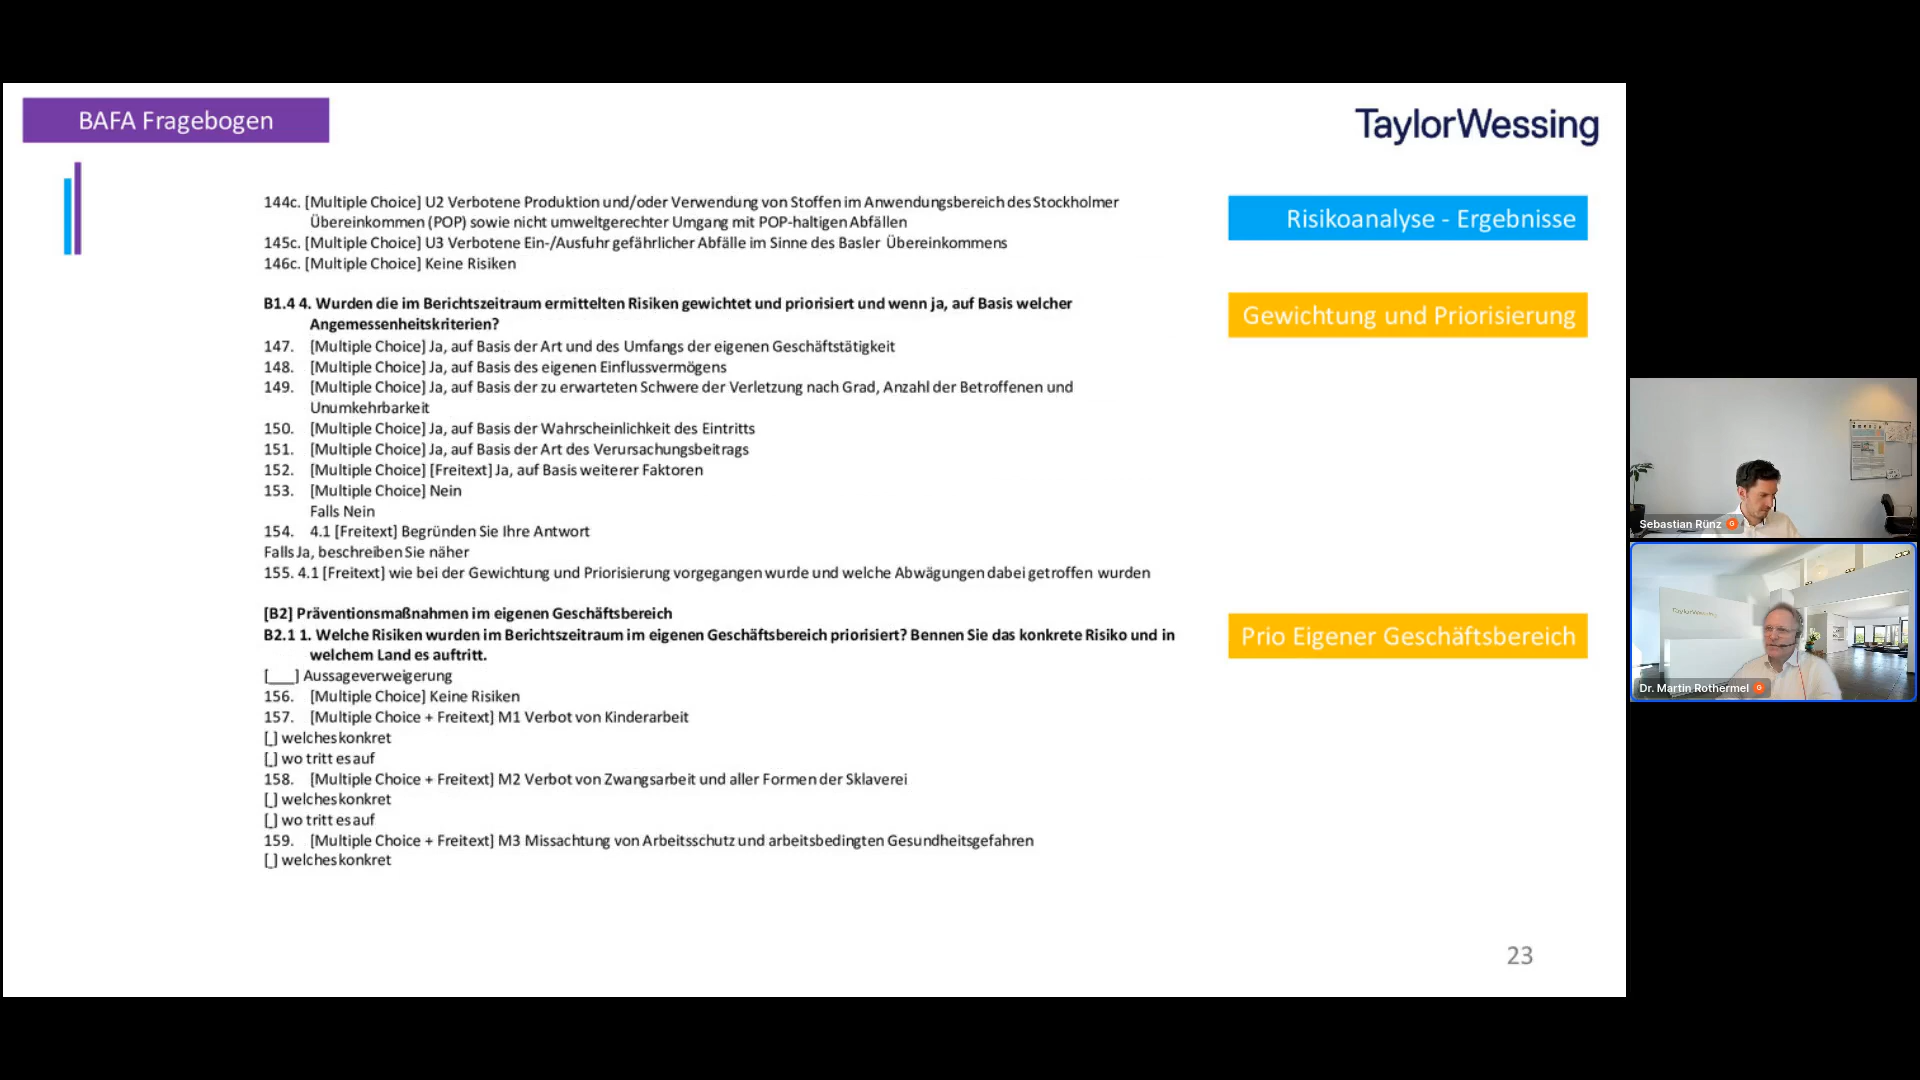 BAFA Fragebogen
TaylorWessing
144c. [Multiple Choice] U2 Verbotene Produktion und/oder Verwendung von Stoffen im Anwendungsbereich des Stockholmer
Übereinkommen (POP) sowie nicht umweltgerechter Umgang mit POP-haltigen Abfällen
145c. [Multiple Choice] U3 Verbotene Ein-/Ausfuhr gefährlicher Abfälle im Sinne des Basler Übereinkommens
146c. [Multiple Choice] Keine Risiken
Risikoanalyse - Ergebnisse
B1.4 4. Wurden die im Berichtszeitraum ermittelten Risiken gewichtet und priorisiert und wenn ja, auf Basis welcher
Angemessenheitskriterien?
Gewichtung und Priorisierung
147. [Multiple Choice] Ja, auf Basis der Art und des Umfangs der eigenen Geschäftstätigkeit
148. [Multiple Choice] Ja, auf Basis des eigenen Einflussvermögens
149. [Multiple Choice] Ja, auf Basis der zu erwarteten Schwere der Verletzung nach Grad, Anzahl der Betroffenen und
Unumkehrbarkeit
150. [Multiple Choice] Ja, auf Basis der Wahrscheinlichkeit des Eintritts
151. [Multiple Choice] Ja, auf Basis der Art des Verursachungsbeitrags
152. [Multiple Choice] [Freitext] Ja, auf Basis weiterer Faktoren
153. [Multiple Choice] Nein
Falls Nein
154. 4.1 [Freitext] Begründen Sie Ihre Antwort
Falls Ja, beschreiben Sie näher
155. 4.1 [Freitext] wie bei der Gewichtung und Priorisierung vorgegangen wurde und welche Abwägungen dabei getroffen wurden
[B2] Präventionsmaßnahmen im eigenen Geschäftsbereich
B2.1 1. Welche Risiken wurden im Berichtszeitraum im eigenen Geschäftsbereich priorisiert? Bennen Sie das konkrete Risiko und in
welchem Land es auftritt.
Prio Eigener Geschäftsbereich
[___] Aussageverweigerung
156. [Multiple Choice] Keine Risiken
157. [Multiple Choice + Freitext] M1 Verbot von Kinderarbeit
[_] welches konkret
[_] wo tritt es auf
158. [Multiple Choice + Freitext] M2 Verbot von Zwangsarbeit und aller Formen der Sklaverei
[_] welches konkret
[_] wo tritt es auf
159. [Multiple Choice + Freitext] M3 Missachtung von Arbeitsschutz und arbeitsbedingten Gesundheitsgefahren
[_] welches konkret
23
Sebastian Rünz
TaylorWessing
Dr. Martin Rothermel